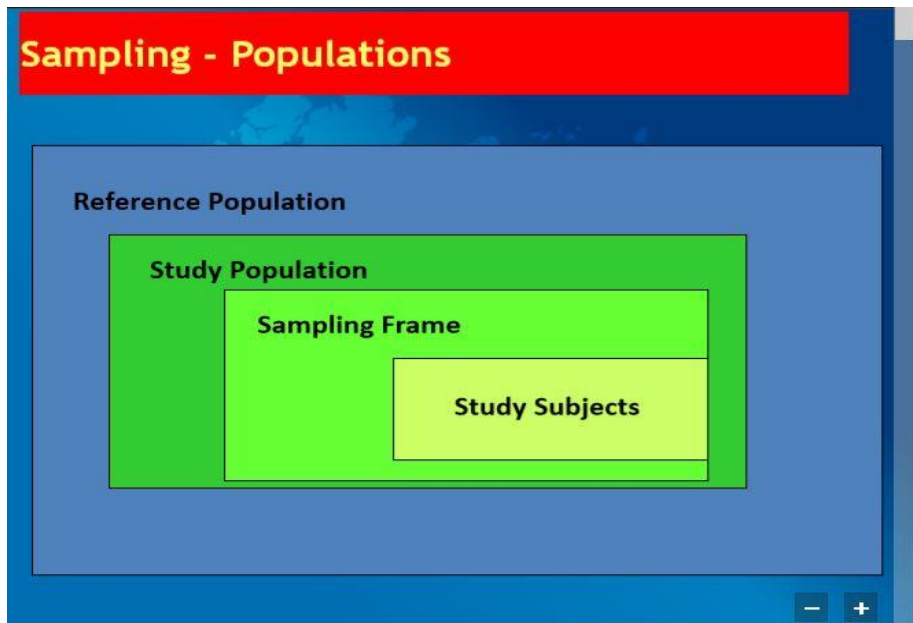 Sampling - Populations
Reference Population
Study Population
Sampling Frame
Study Subjects
− +